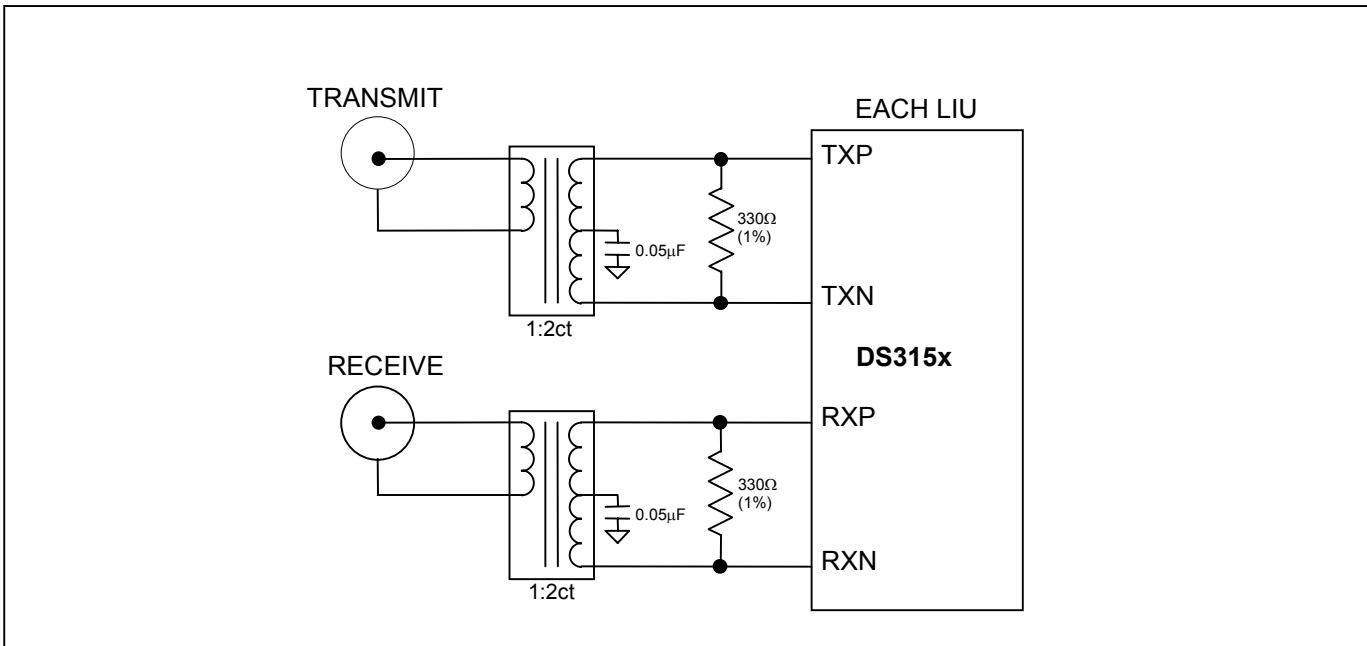 TRANSMIT
EACH LIU
TXP
330Ω
(1%)
0.05μF
TXN
1:2ct
DS315x
RECEIVE
RXP
330Ω
(1%)
0.05μF
RXN
1:2ct